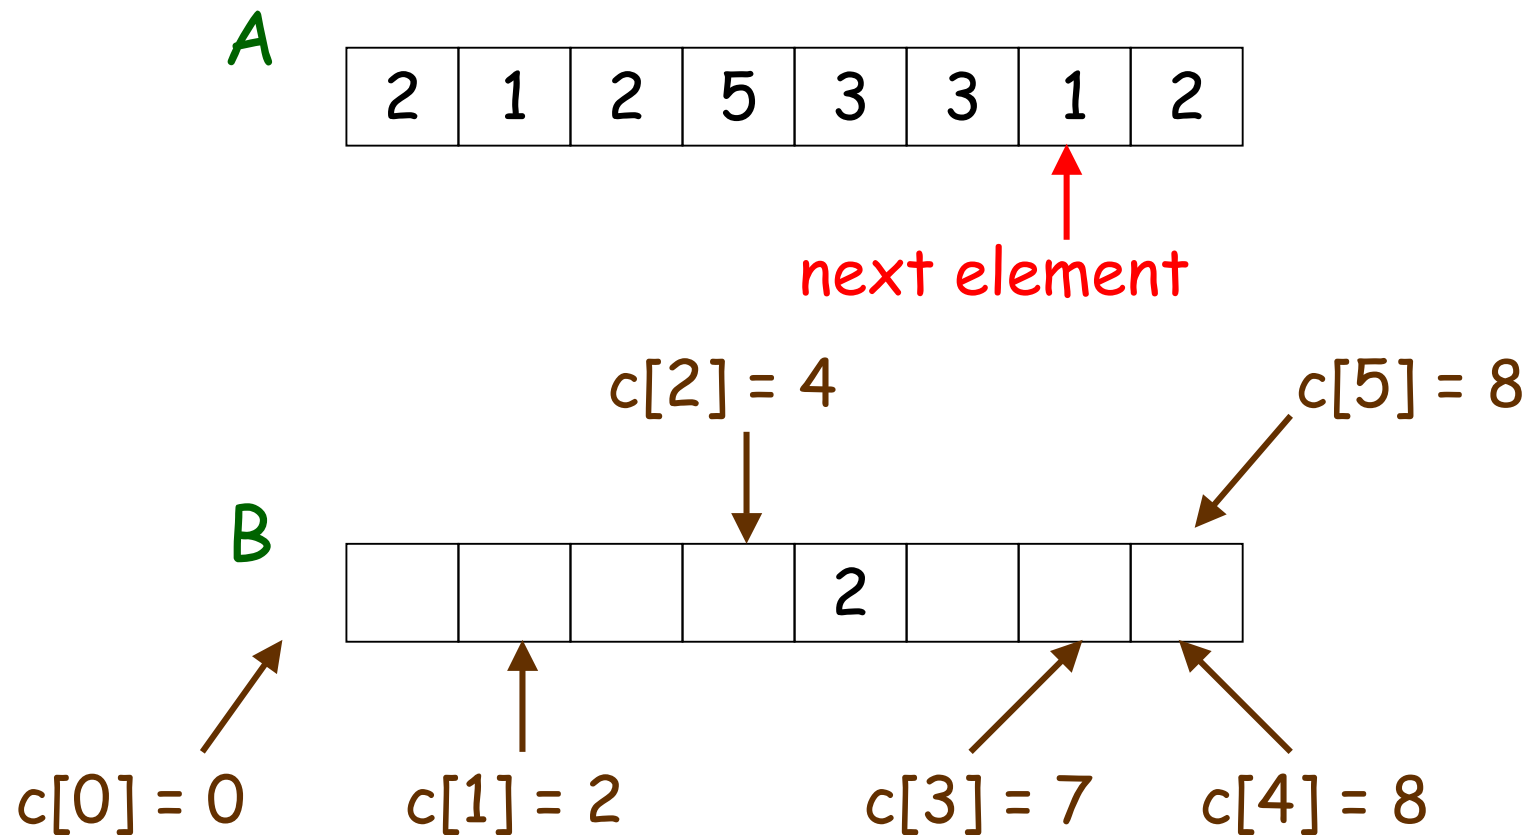 A
2 1 2 5 3 3 1 2
next element
c[2] = 4
c[5] = 8
B
2
c[0] = 0
c[1] = 2
c[3] = 7
c[4] = 8